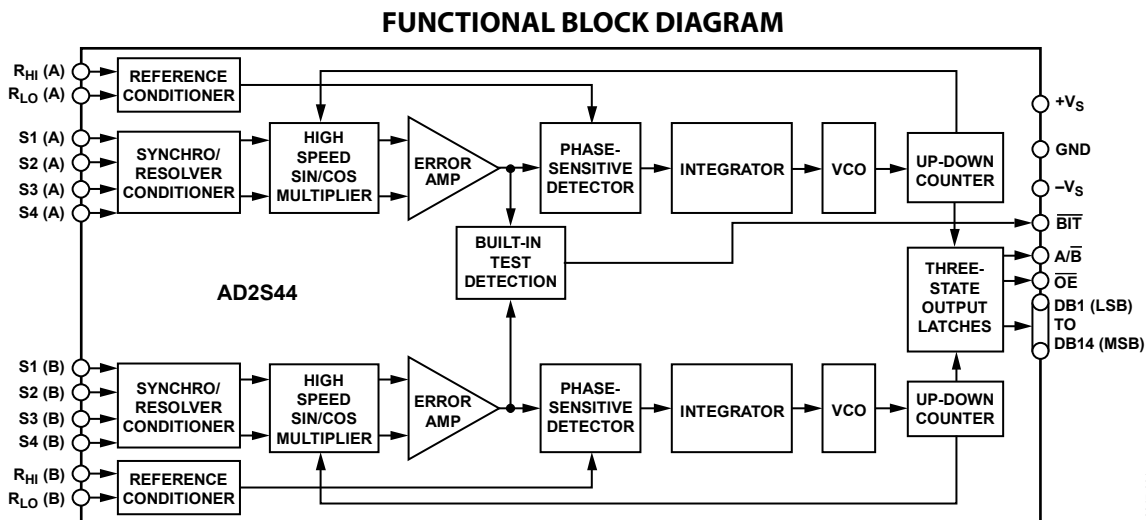 FUNCTIONAL BLOCK DIAGRAM
R_HI (A)
R_LO (A)
REFERENCE
CONDITIONER
S1 (A)
S2 (A)
S3 (A)
S4 (A)
SYNCHRO/
RESOLVER
CONDITIONER
HIGH
SPEED
SIN/COS
MULTIPLIER
ERROR
AMP
PHASE-
SENSITIVE
DETECTOR
INTEGRATOR
VCO
UP-DOWN
COUNTER
+V_S
GND
–V_S
B̅I̅T̅
A/B̅
O̅E̅
DB1 (LSB)
TO
DB14 (MSB)
BUILT-IN
TEST
DETECTION
THREE-
STATE
OUTPUT
LATCHES
AD2S44
S1 (B)
S2 (B)
S3 (B)
S4 (B)
SYNCHRO/
RESOLVER
CONDITIONER
HIGH
SPEED
SIN/COS
MULTIPLIER
ERROR
AMP
PHASE-
SENSITIVE
DETECTOR
INTEGRATOR
VCO
UP-DOWN
COUNTER
R_HI (B)
R_LO (B)
REFERENCE
CONDITIONER